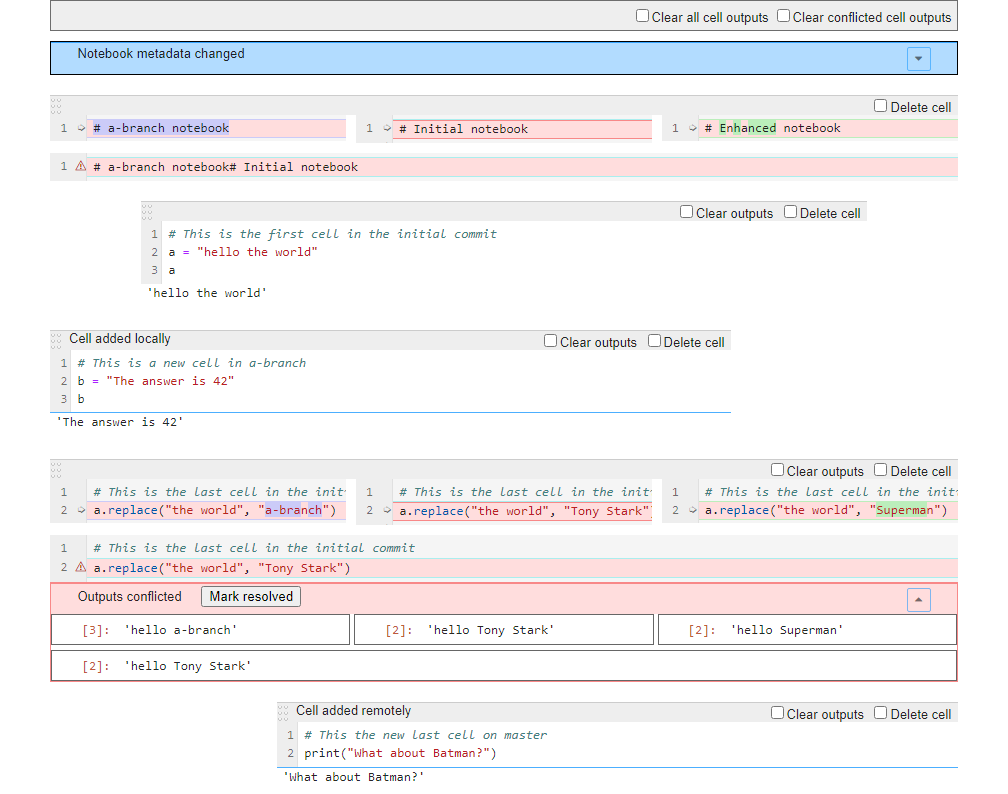 Clear all cell outputs Clear conflicted cell outputs
Notebook metadata changed
Delete cell
1 # a-branch notebook 1 # Initial notebook 1 # Enhanced notebook
1 # a-branch notebook# Initial notebook
Clear outputs Delete cell
1 # This is the first cell in the initial commit
2 a = "hello the world"
3 a
'hello the world'
Cell added locally Clear outputs Delete cell
1 # This is a new cell in a-branch
2 b = "The answer is 42"
3 b
'The answer is 42'
Clear outputs Delete cell
1 # This is the last cell in the init 1 # This is the last cell in the init 1 # This is the last cell in the init
2 a.replace("the world", "a-branch") 2 a.replace("the world", "Tony Stark" 2 a.replace("the world", "Superman")
1 # This is the last cell in the initial commit
2 a.replace("the world", "Tony Stark")
Outputs conflicted Mark resolved
[3]: 'hello a-branch' [2]: 'hello Tony Stark' [2]: 'hello Superman'
[2]: 'hello Tony Stark'
Cell added remotely Clear outputs Delete cell
1 # This the new last cell on master
2 print("What about Batman?")
'What about Batman?'